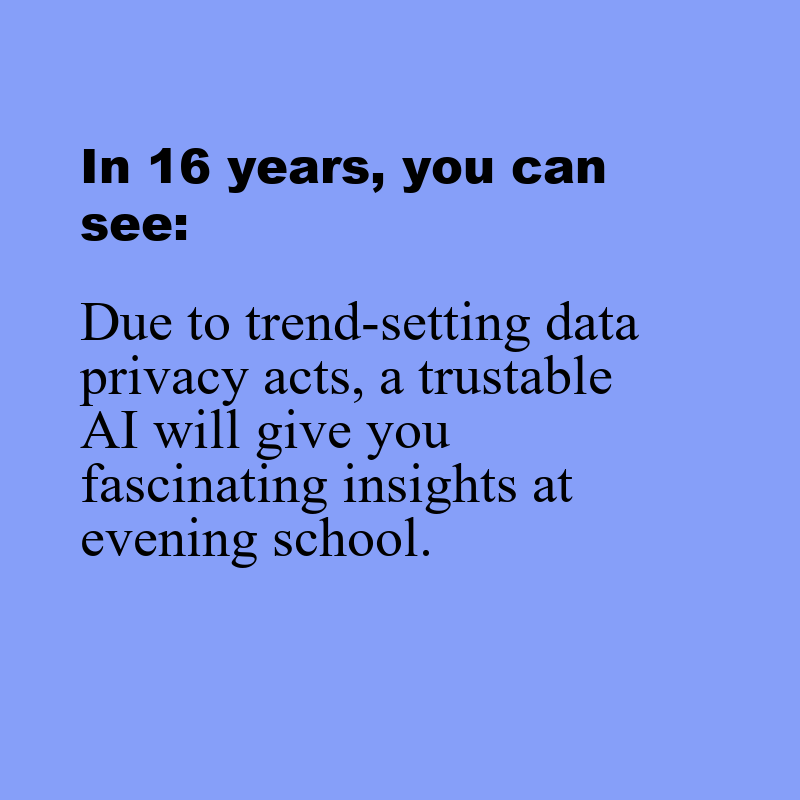 In 16 years, you can
see:
Due to trend-setting data
privacy acts, a trustable
AI will give you
fascinating insights at
evening school.